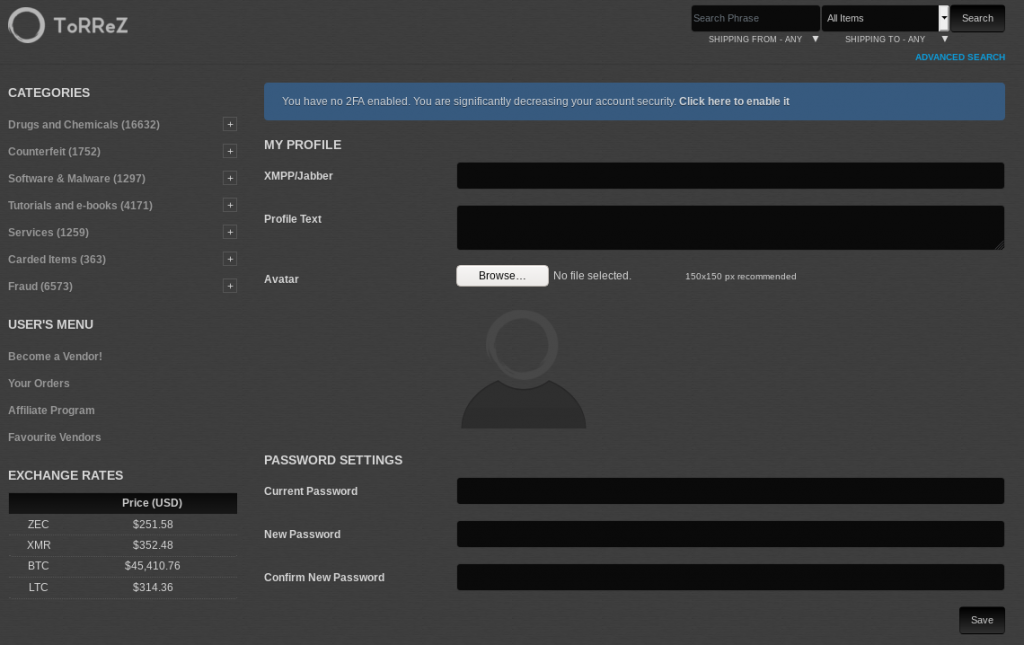 ToRReZ
Search Phrase
All Items
Search
SHIPPING FROM - ANY ▼
SHIPPING TO - ANY ▼
ADVANCED SEARCH
CATEGORIES
Drugs and Chemicals (16632) +
Counterfeit (1752) +
Software & Malware (1297) +
Tutorials and e-books (4171) +
Services (1259) +
Carded Items (363) +
Fraud (6573) +
USER'S MENU
Become a Vendor!
Your Orders
Affiliate Program
Favourite Vendors
EXCHANGE RATES
Price (USD)
ZEC $251.58
XMR $352.48
BTC $45,410.76
LTC $314.36
You have no 2FA enabled. You are significantly decreasing your account security. Click here to enable it
MY PROFILE
XMPP/Jabber
Profile Text
Avatar
Browse… No file selected. 150x150 px recommended
PASSWORD SETTINGS
Current Password
New Password
Confirm New Password
Save